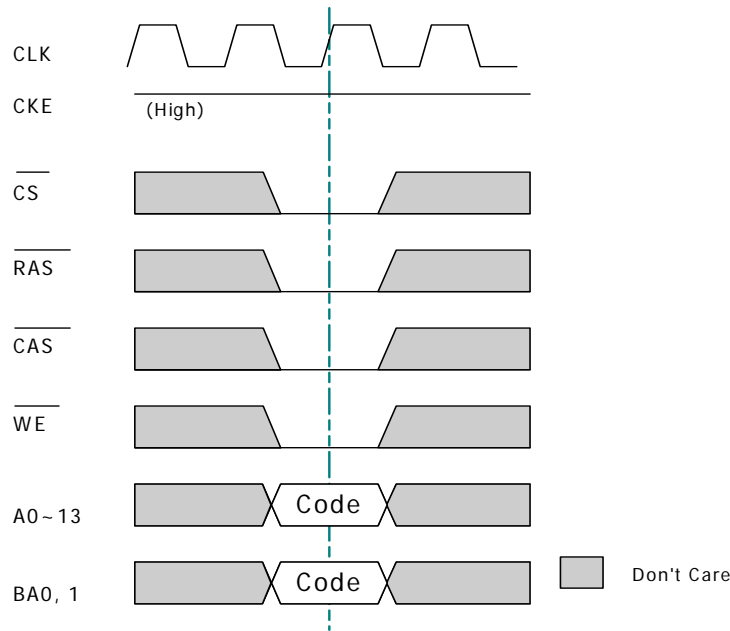 CLK
CKE
(High)
CS
RAS
CAS
WE
A0~13
Code
BA0, 1
Code
Don't Care